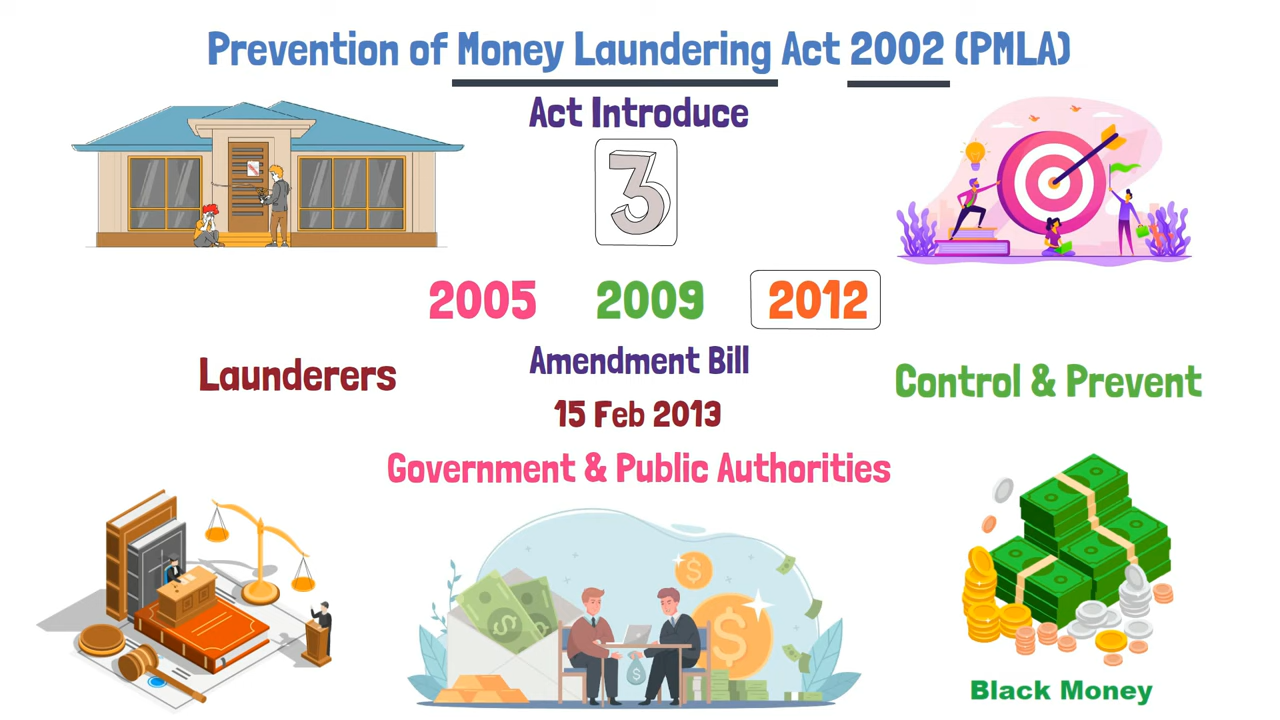 Prevention of Money Laundering Act 2002 (PMLA)
Act Introduce
3
2005 2009 2012
Amendment Bill
Launderers
Control & Prevent
15 Feb 2013
Government & Public Authorities
Black Money